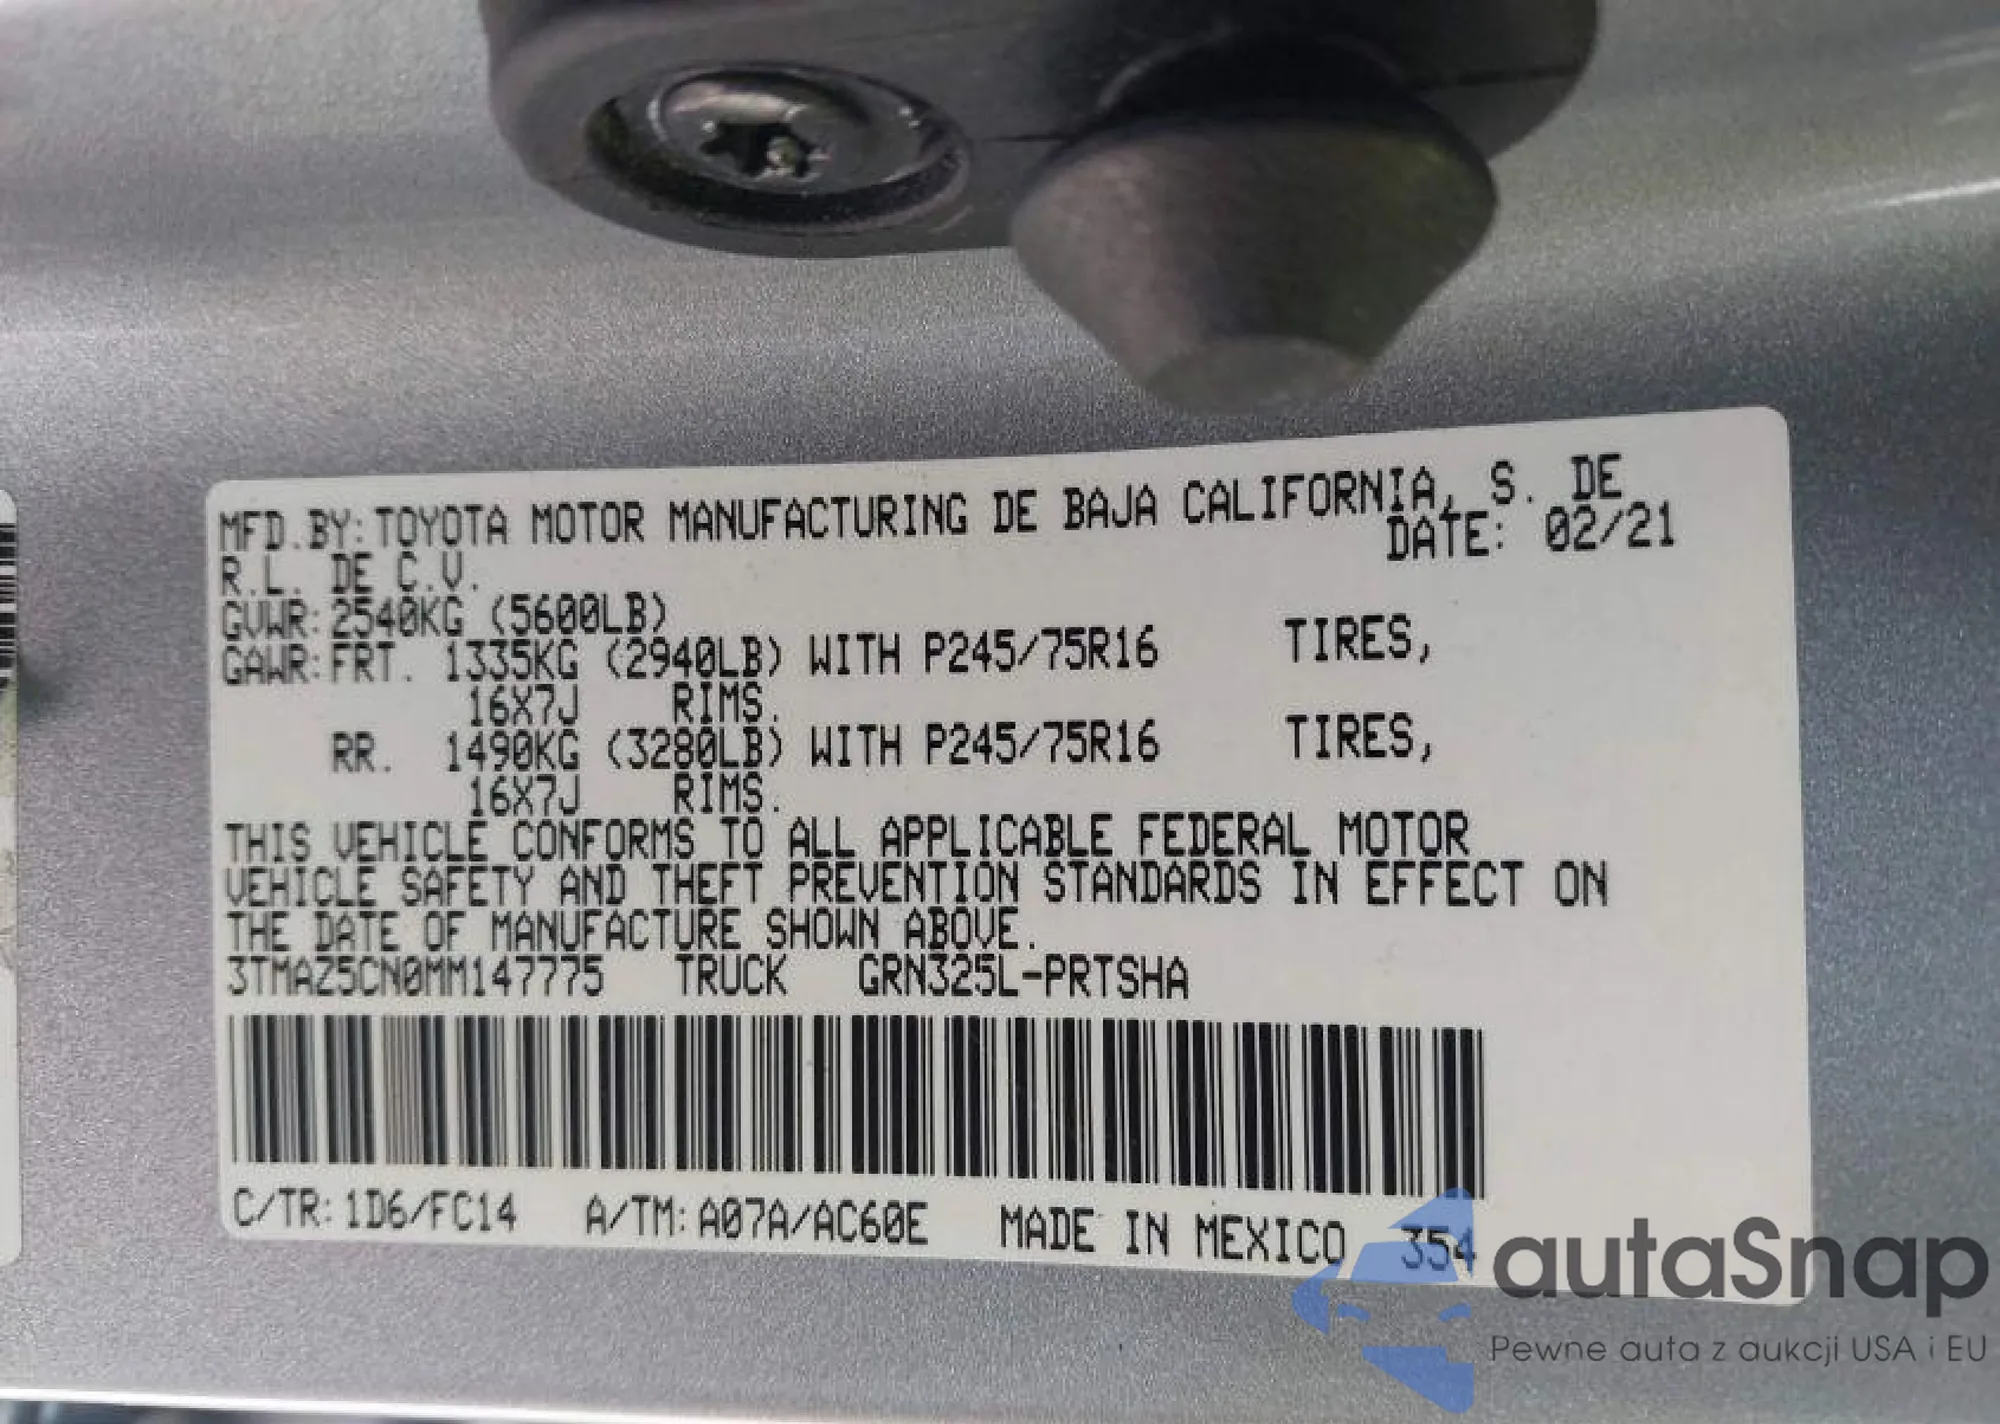 MFD.BY:TOYOTA MOTOR MANUFACTURING DE BAJA CALIFORNIA, S. DE
R.L. DE C.V. DATE: 02/21
GVWR:2540KG (5600LB)
GAWR:FRT. 1335KG (2940LB) WITH P245/75R16 TIRES,
16X7J RIMS.
RR. 1490KG (3280LB) WITH P245/75R16 TIRES,
16X7J RIMS.
THIS VEHICLE CONFORMS TO ALL APPLICABLE FEDERAL MOTOR
VEHICLE SAFETY AND THEFT PREVENTION STANDARDS IN EFFECT ON
THE DATE OF MANUFACTURE SHOWN ABOVE.
3TMAZ5CN0MM147775 TRUCK GRN325L-PRTSHA
C/TR:1D6/FC14 A/TM:A07A/AC60E MADE IN MEXICO 354
autaSnap
Pewne auta z aukcji USA i EU